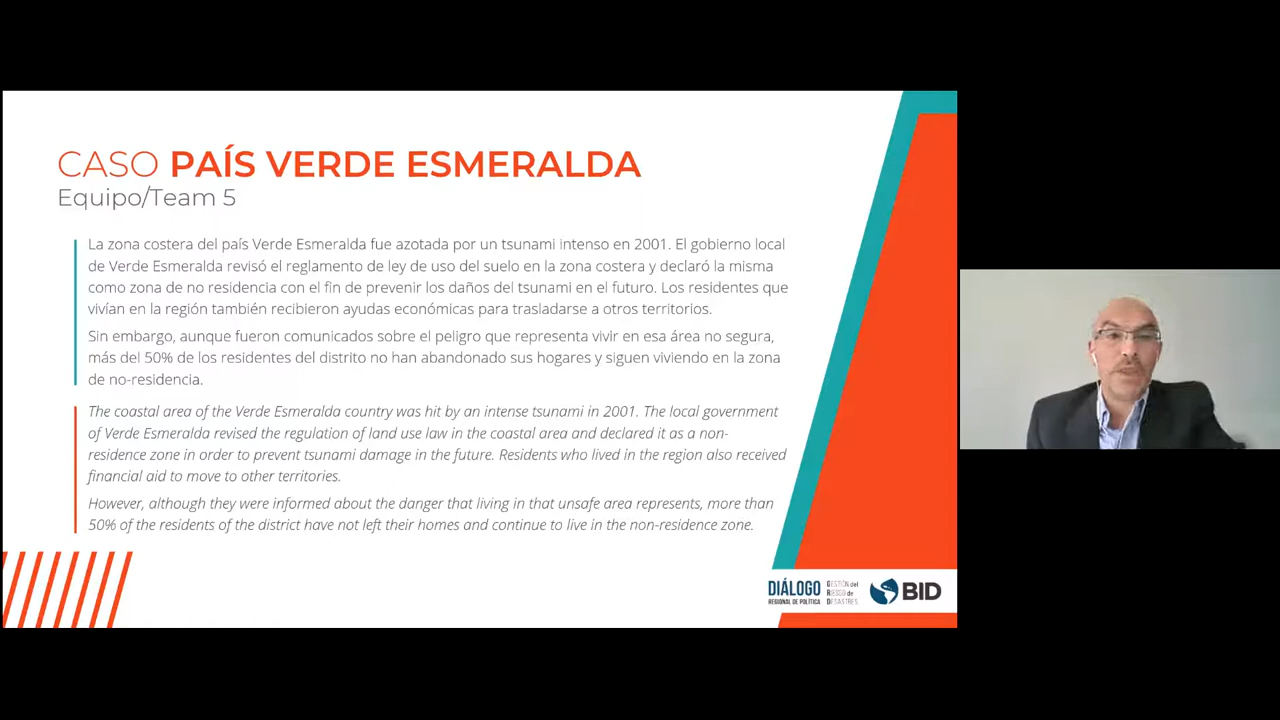 CASO PAÍS VERDE ESMERALDA
Equipo/Team 5
La zona costera del país Verde Esmeralda fue azotada por un tsunami intenso en 2001. El gobierno local
de Verde Esmeralda revisó el reglamento de ley de uso del suelo en la zona costera y declaró la misma
como zona de no residencia con el fin de prevenir los daños del tsunami en el futuro. Los residentes que
vivían en la región también recibieron ayudas económicas para trasladarse a otros territorios.
Sin embargo, aunque fueron comunicados sobre el peligro que representa vivir en esa área no segura,
más del 50% de los residentes del distrito no han abandonado sus hogares y siguen viviendo en la zona
de no-residencia.
The coastal area of the Verde Esmeralda country was hit by an intense tsunami in 2001. The local government
of Verde Esmeralda revised the regulation of land use law in the coastal area and declared it as a non-
residence zone in order to prevent tsunami damage in the future. Residents who lived in the region also received
financial aid to move to other territories.
However, although they were informed about the danger that living in that unsafe area represents, more than
50% of the residents of the district have not left their homes and continue to live in the non-residence zone.
DIÁLOGO
REGIONAL DE POLÍTICA
GESTIÓN del
RIESGO de
DESASTRES
BID